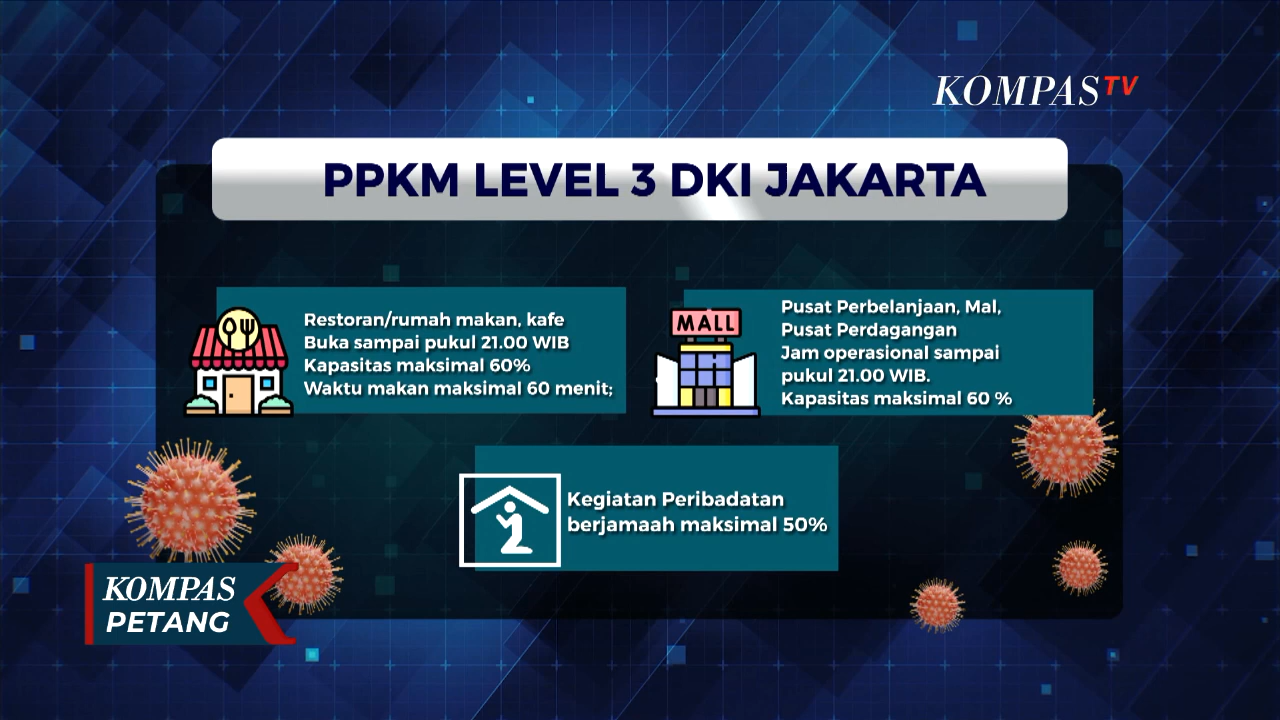 KOMPAS TV
PPKM LEVEL 3 DKI JAKARTA
Restoran/rumah makan, kafe
Buka sampai pukul 21.00 WIB
Kapasitas maksimal 60%
Waktu makan maksimal 60 menit;
MALL
Pusat Perbelanjaan, Mal,
Pusat Perdagangan
Jam operasional sampai
pukul 21.00 WIB.
Kapasitas maksimal 60 %
Kegiatan Peribadatan
berjamaah maksimal 50%
KOMPAS
PETANG